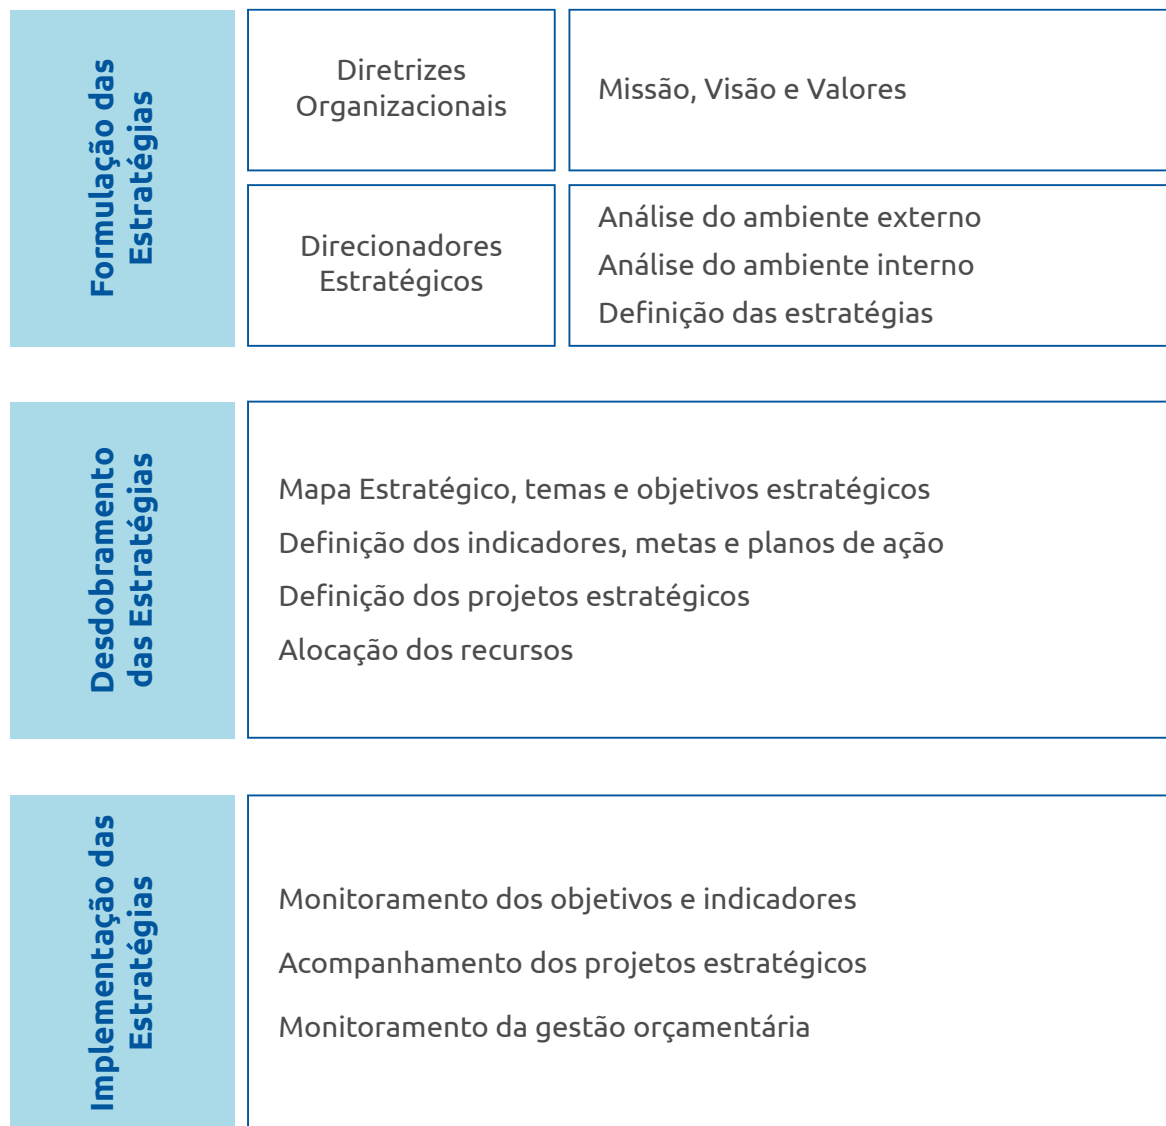 Formulação das
Estratégias
Diretrizes
Organizacionais
Missão, Visão e Valores
Direcionadores
Estratégicos
Análise do ambiente externo
Análise do ambiente interno
Definição das estratégias
Desdobramento
das Estratégias
Mapa Estratégico, temas e objetivos estratégicos
Definição dos indicadores, metas e planos de ação
Definição dos projetos estratégicos
Alocação dos recursos
Implementação das
Estratégias
Monitoramento dos objetivos e indicadores
Acompanhamento dos projetos estratégicos
Monitoramento da gestão orçamentária